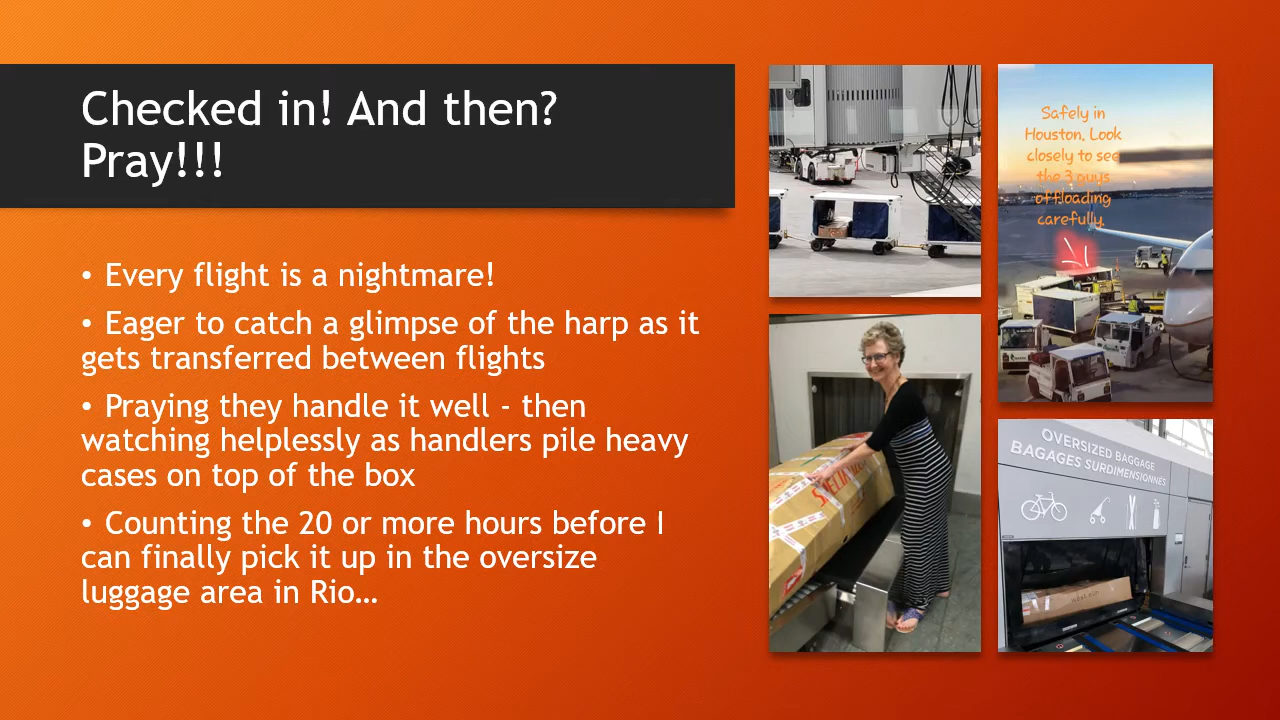 Checked in! And then?
Pray!!!
• Every flight is a nightmare!
• Eager to catch a glimpse of the harp as it
gets transferred between flights
• Praying they handle it well - then
watching helplessly as handlers pile heavy
cases on top of the box
• Counting the 20 or more hours before I
can finally pick it up in the oversize
luggage area in Rio…
Safely in
Houston, Look
closely to see
the 3 guys
offloading
carefully.
OVERSIZED BAGGAGE
BAGAGES SURDIMENSIONNÉS